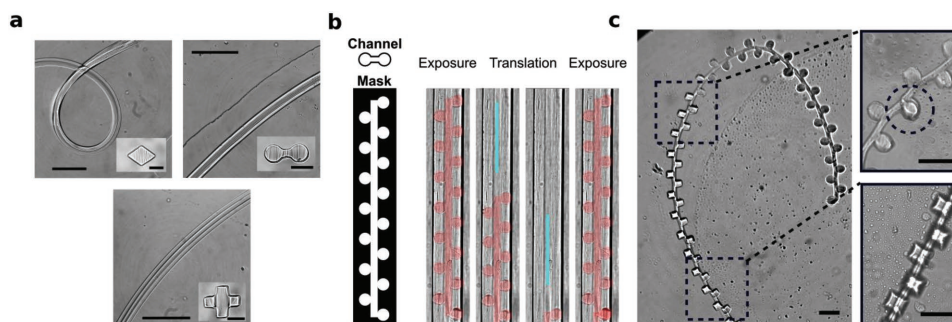 a
b
c
Channel
Mask
Exposure
Translation
Exposure